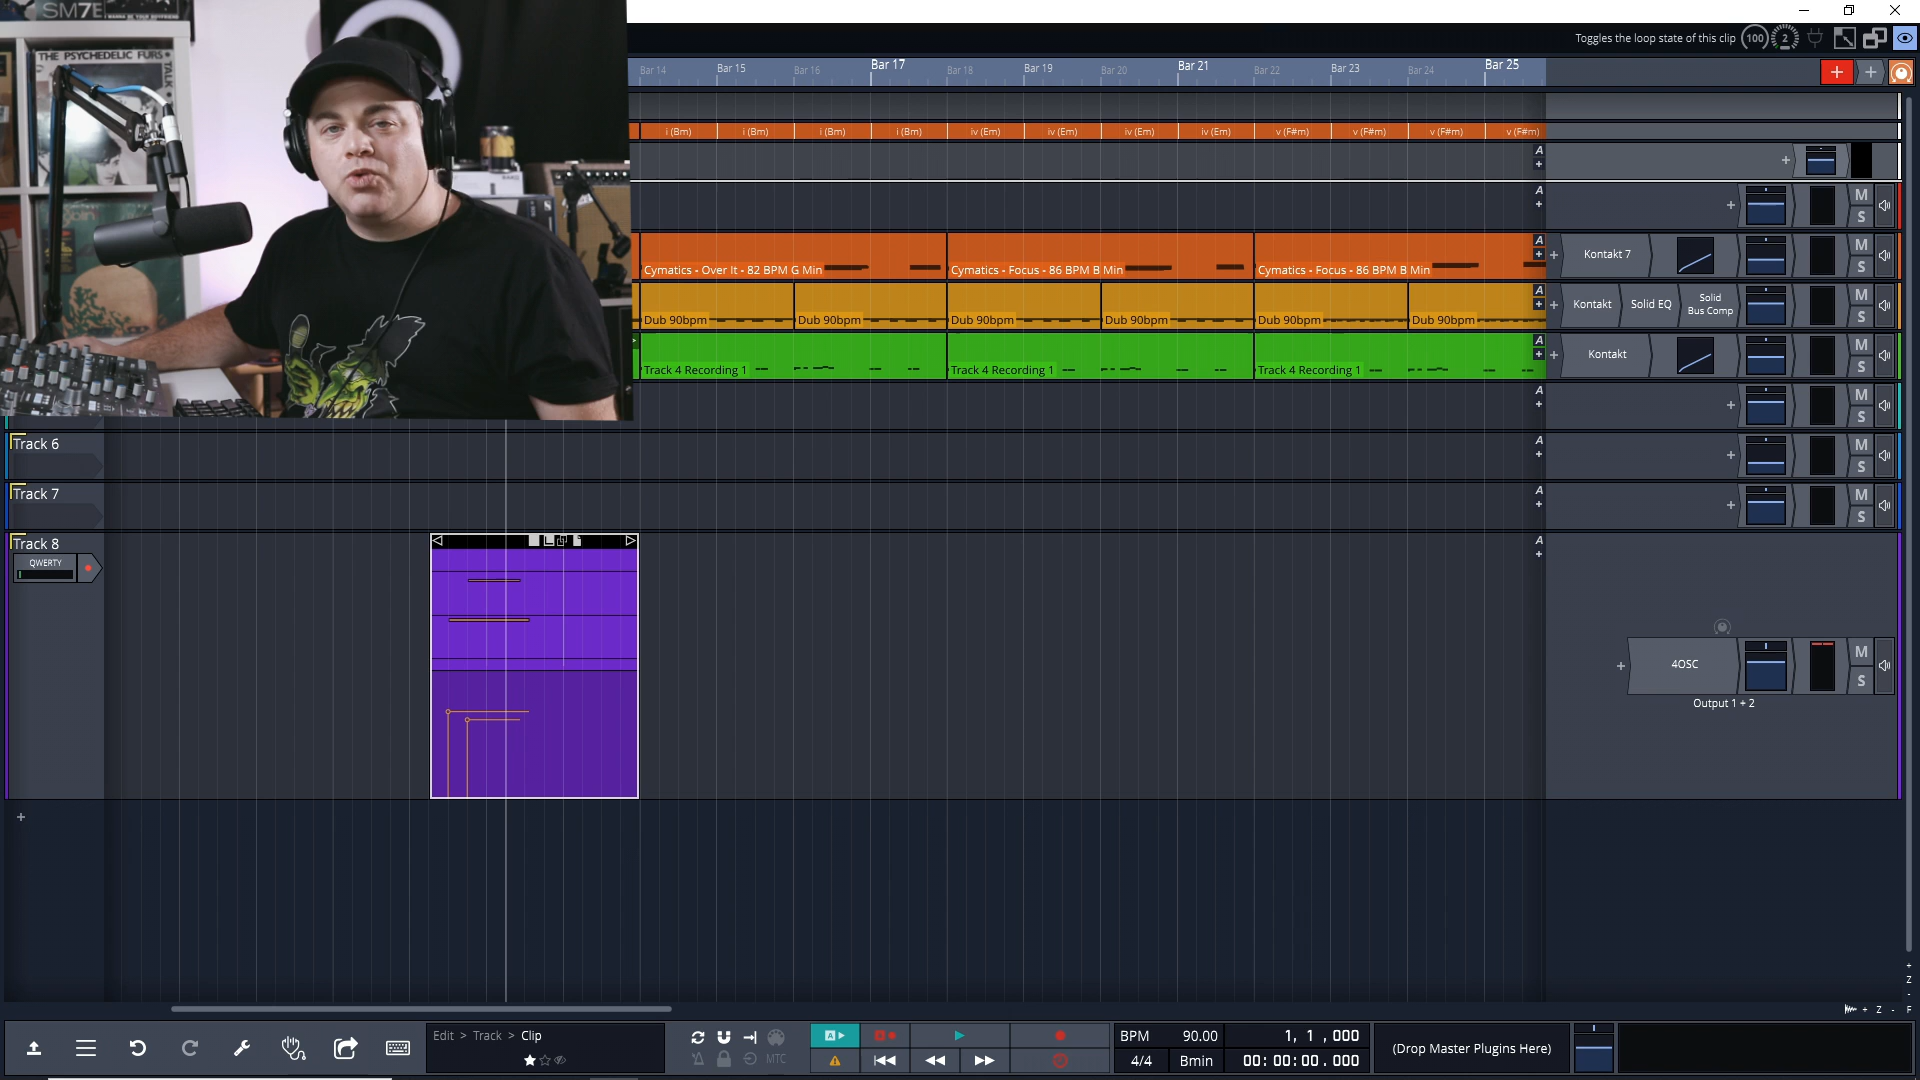 SM7E
THE PSYCHEDELIC FURS
TALK
Toggles the loop state of this clip
100
2
Bar 14
Bar 15
Bar 16
Bar 17
Bar 18
Bar 19
Bar 20
Bar 21
Bar 22
Bar 23
Bar 24
Bar 25
i (Bm)
i (Bm)
i (Bm)
i (Bm)
iv (Em)
iv (Em)
iv (Em)
iv (Em)
v (F#m)
v (F#m)
v (F#m)
v (F#m)
A
A
M
S
Cymatics - Over It - 82 BPM G Min
Cymatics - Focus - 86 BPM B Min
Cymatics - Focus - 86 BPM B Min
A
Kontakt 7
M
S
Dub 90bpm
Dub 90bpm
Dub 90bpm
Dub 90bpm
Dub 90bpm
Dub 90bpm
A
Kontakt
Solid EQ
Solid
Bus Comp
M
S
Track 4 Recording 1
Track 4 Recording 1
Track 4 Recording 1
A
Kontakt
M
S
A
M
S
Track 6
A
M
S
Track 7
A
M
S
Track 8
QWERTY
A
4OSC
M
S
Output 1 + 2
Z
F
Z
Edit > Track > Clip
MTC
A
A
BPM 90.00
4/4 Bmin
1, 1 ,000
00: 00: 00 .000
(Drop Master Plugins Here)